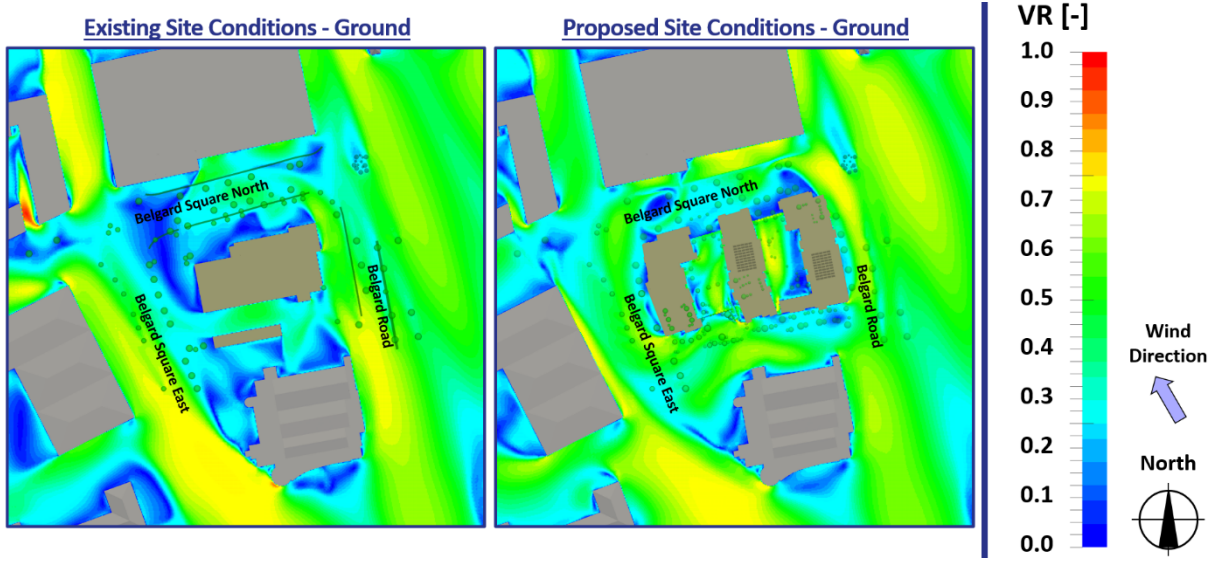 Existing Site Conditions - Ground
Belgard Square North
Belgard Square East
Belgard Road
Proposed Site Conditions - Ground
Belgard Square North
Belgard Square East
Belgard Road
VR [-]
1.0
0.9
0.8
0.7
0.6
0.5
0.4
0.3
0.2
0.1
0.0
Wind
Direction
North